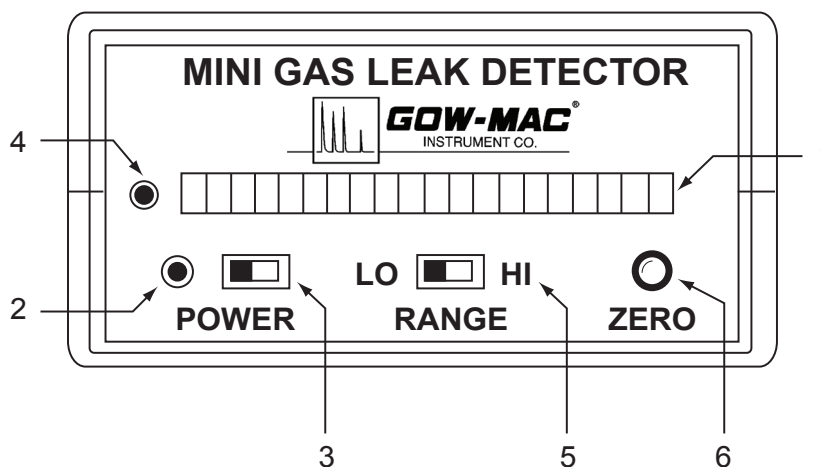 MINI GAS LEAK DETECTOR
GOW-MAC®
INSTRUMENT CO.
4
LO HI
2
POWER RANGE ZERO
3 5 6